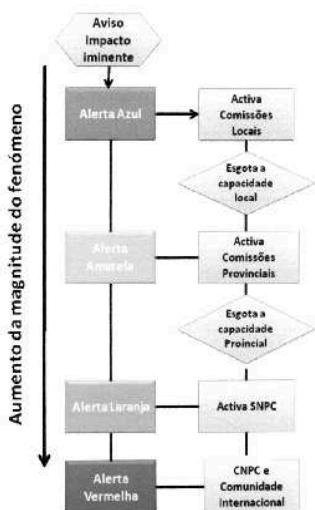 Aviso
Impacto
iminente
Aumento da magnitude do fenómeno
Alerta Azul
Activa
Comissões
Locais
Esgota a
capacidade
local
Alerta
Amarela
Activa
Comissões
Provinciais
Esgota a
capacidade
Proincial
Alerta Laranja
Activa SNPC
Alerta
Vermelha
CNPC e
Comunidade
Internacional